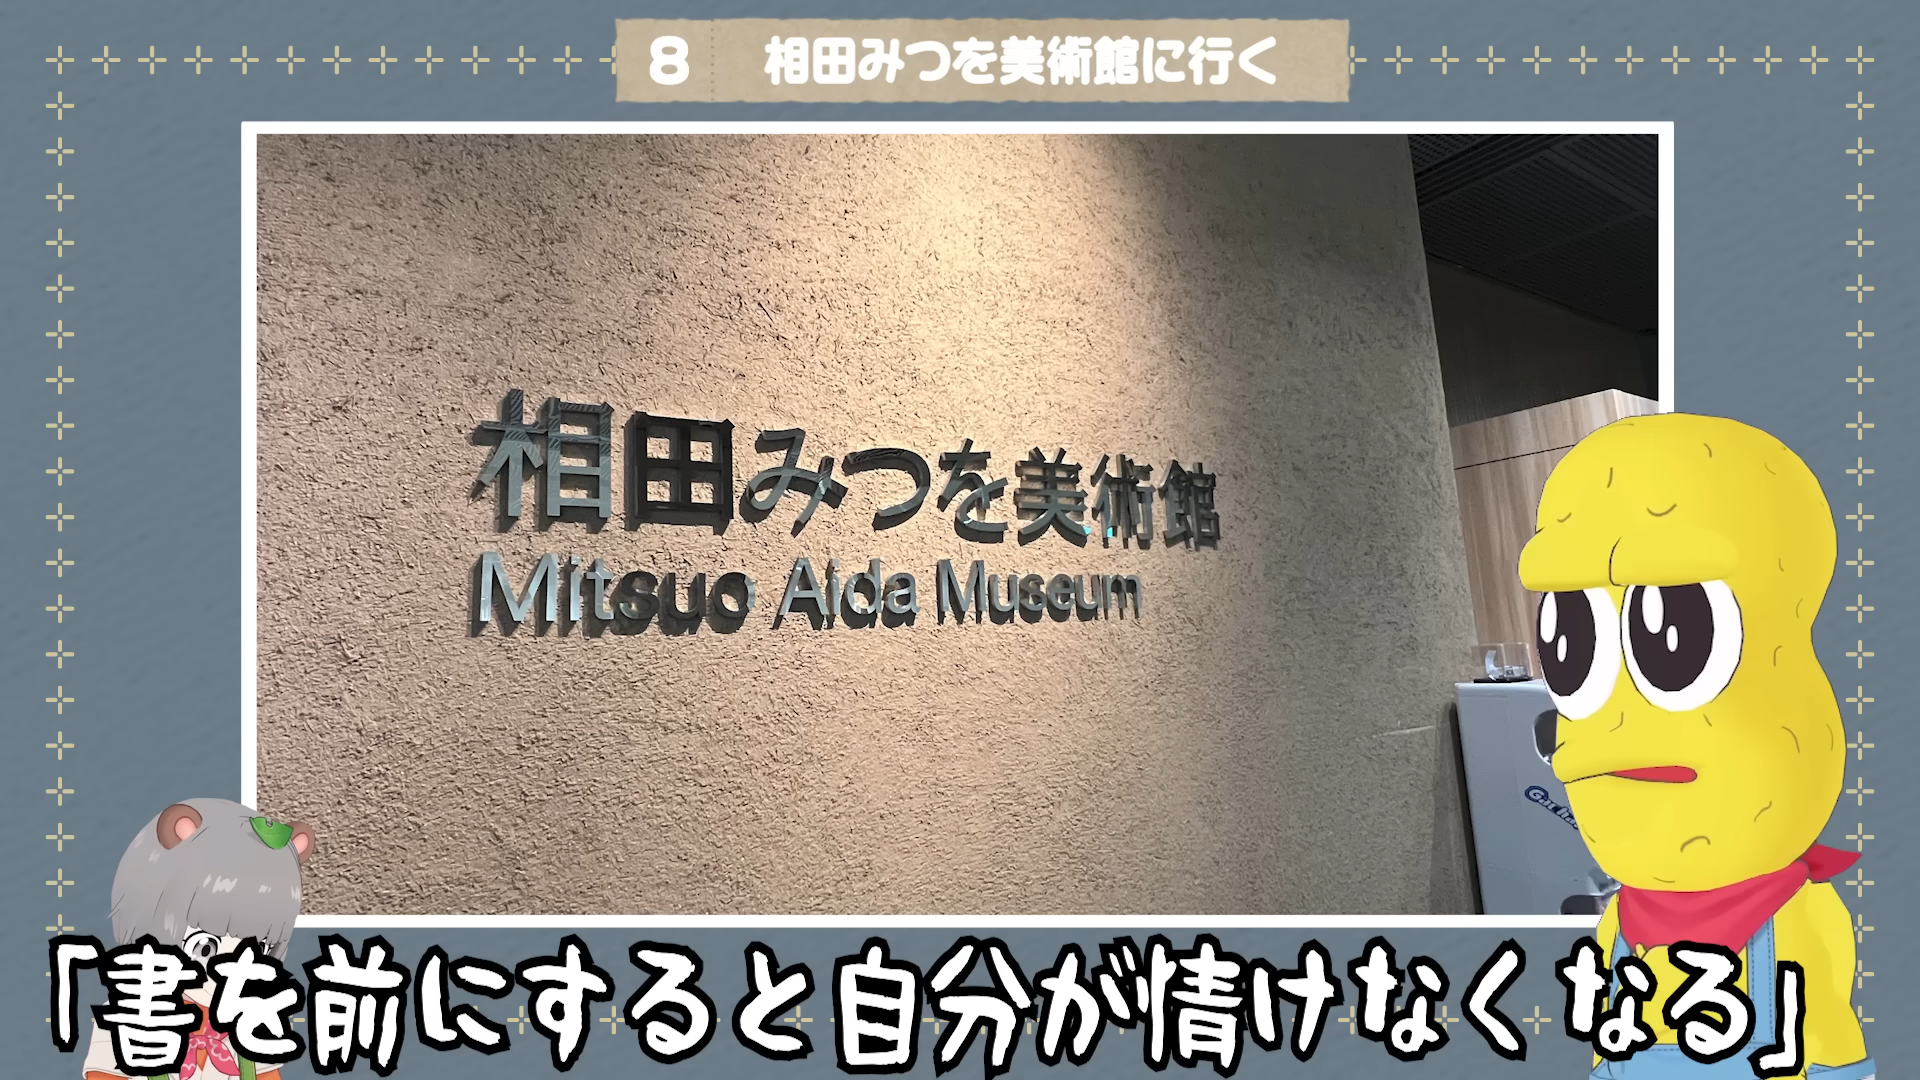 8 相田みつを美術館に行く
相田みつを美術館
Mitsuo Aida Museum
「書を前にすると自分が情けなくなる」